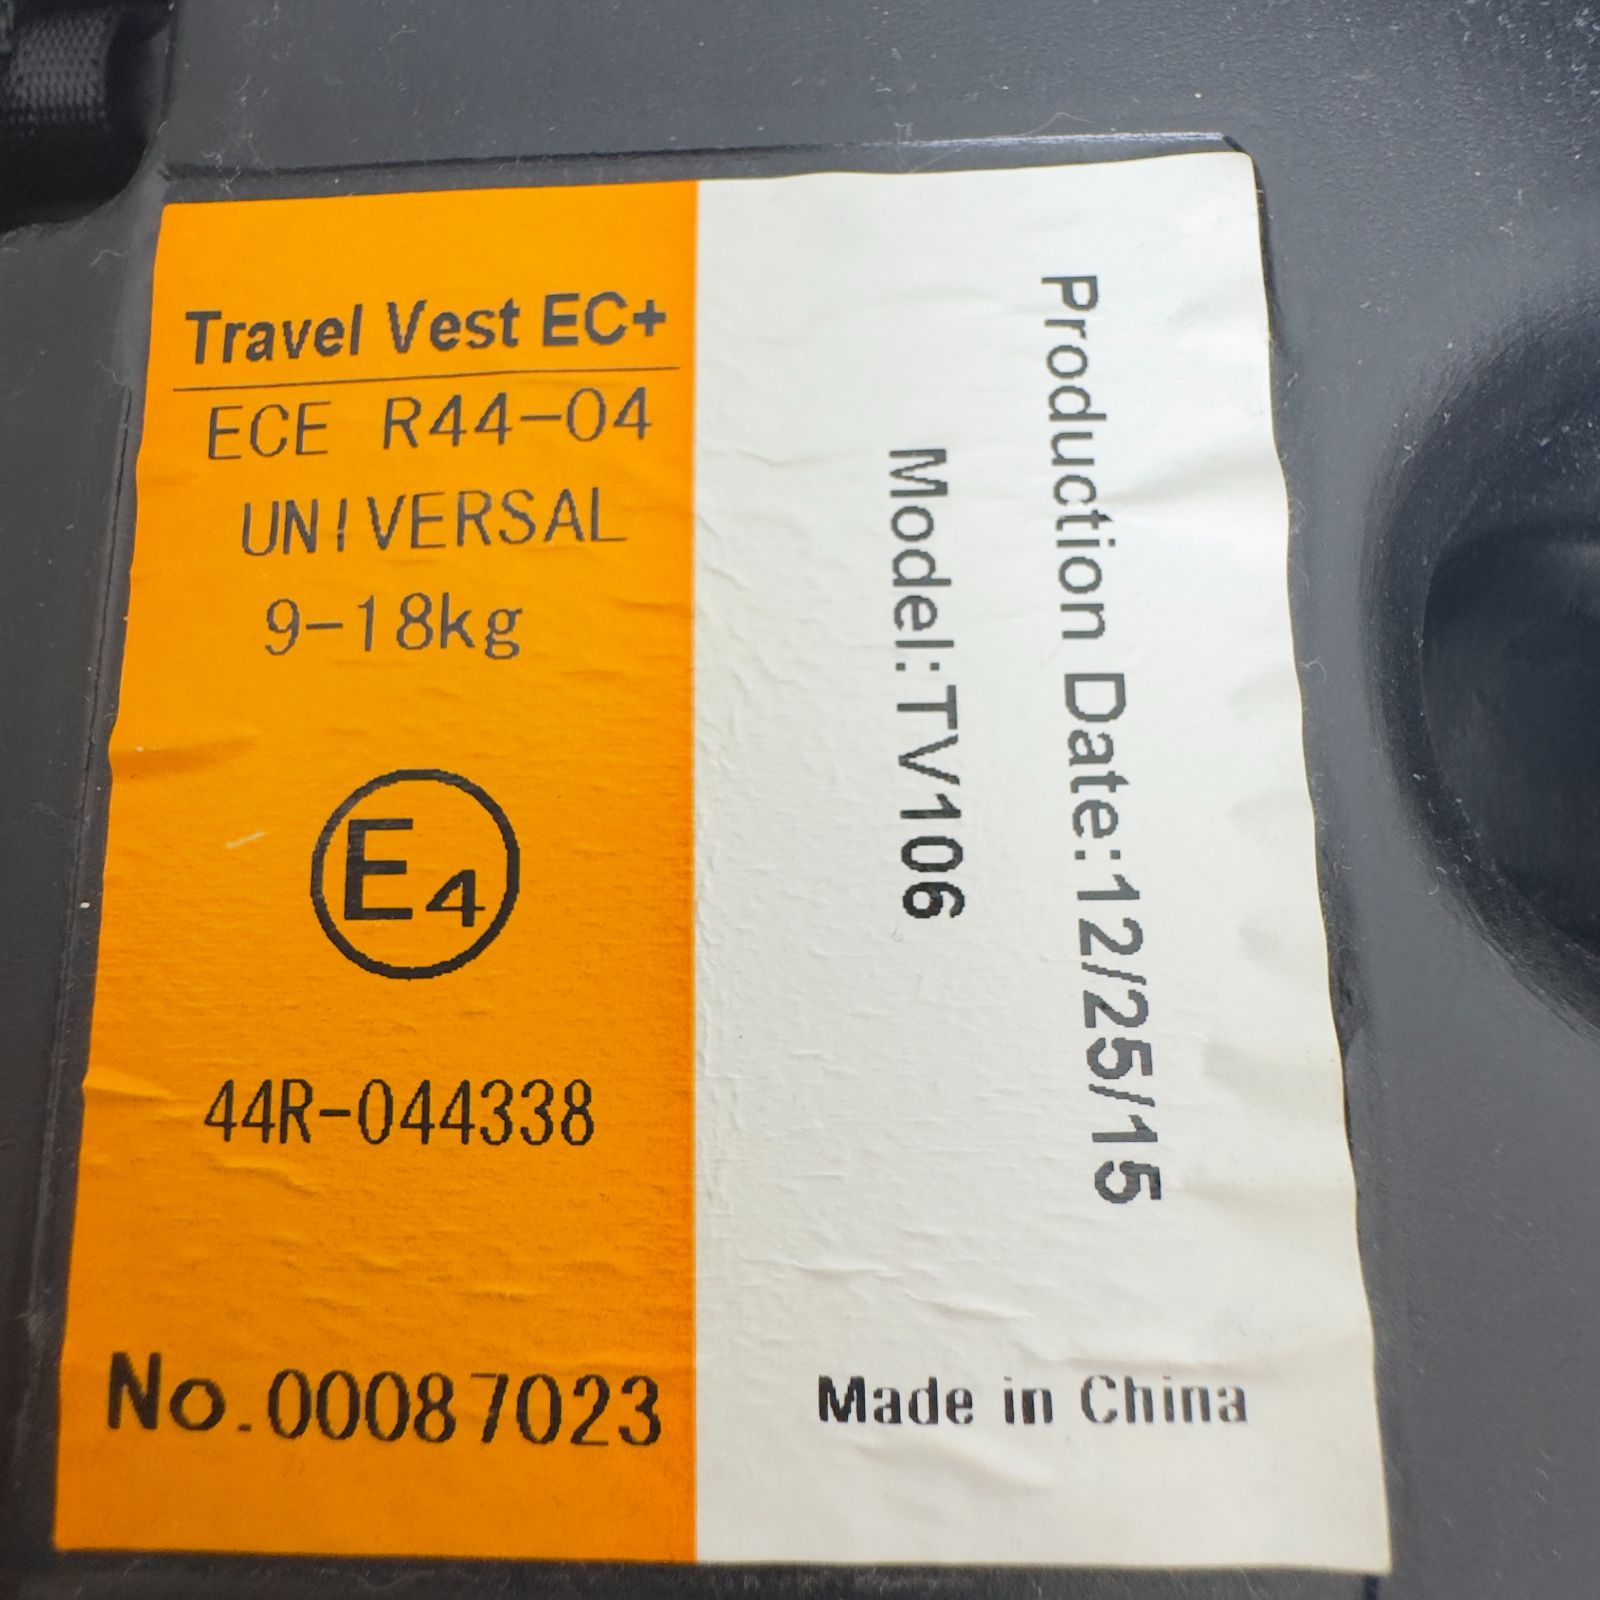 Travel Vest EC+
ECE R44-04
UNIVERSAL
9-18kg
E4
44R-044338
No.00087023
Production Date:12/25/15
Model:TV106
Made in China